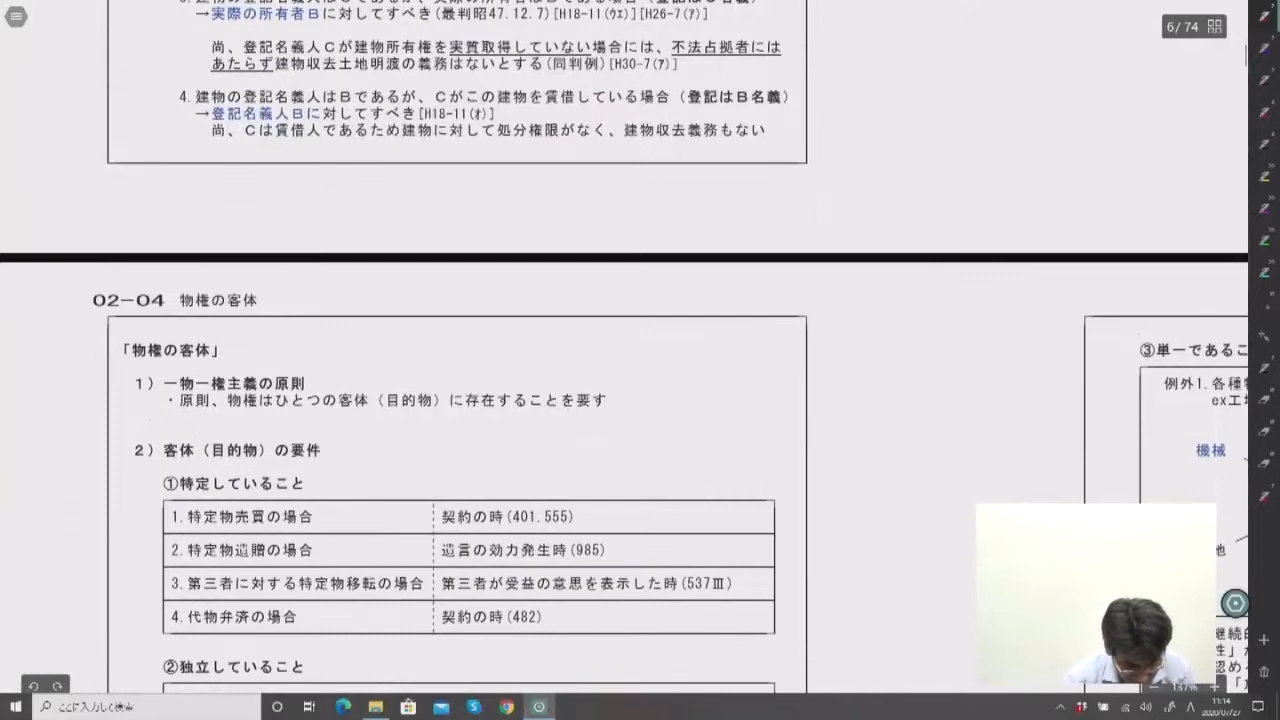 →実際の所有者Bに対してすべき(最判昭47.12.7)[H18-11(ｳｴ)][H26-7(ｱ)]
尚、登記名義人Cが建物所有権を実質取得していない場合には、不法占拠者には
あたらず建物収去土地明渡の義務はないとする(同判例)[H30-7(ｱ)]
4.建物の登記名義人はBであるが、Cがこの建物を賃借している場合（登記はB名義）
→登記名義人Bに対してすべき[H18-11(ｵ)]
尚、Cは賃借人であるため建物に対して処分権限がなく、建物収去義務もない
6/74
02-04 物権の客体
「物権の客体」
1）一物一権主義の原則
・原則、物権はひとつの客体（目的物）に存在することを要す
2）客体（目的物）の要件
①特定していること
1.特定物売買の場合 契約の時(401.555)
2.特定物遺贈の場合 遺言の効力発生時(985)
3.第三者に対する特定物移転の場合 第三者が受益の意思を表示した時(537Ⅲ)
4.代物弁済の場合 契約の時(482)
②独立していること
③単一であるこ
例外1.各種
ex工場
機械
地
継続的
性」が
認め
137%
ここに入力して検索
11:14
2020/07/27